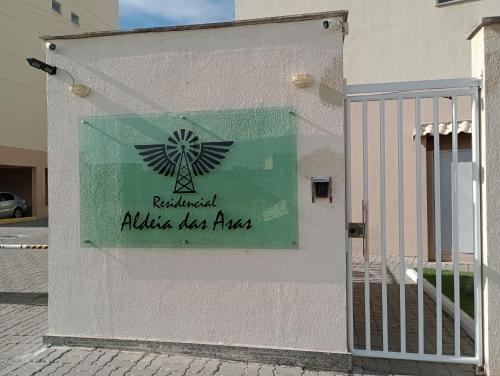 Residencial
Aldeia das Asas